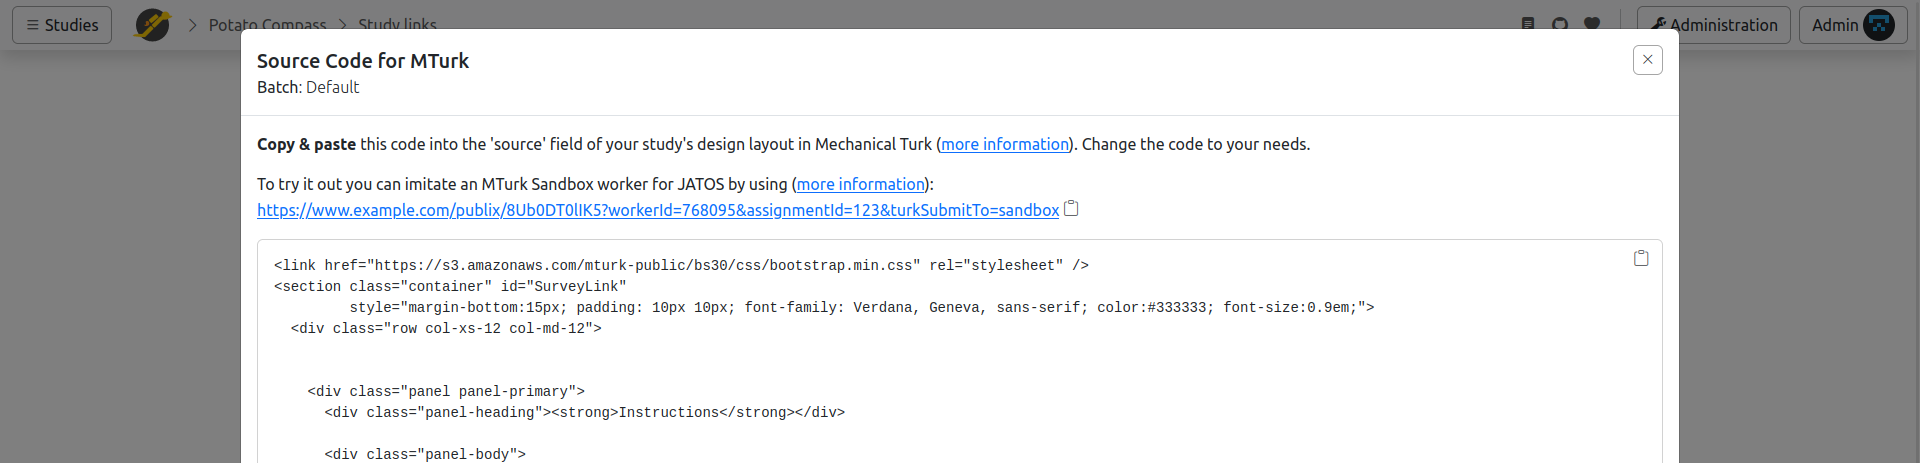 Studies
Potato Compass
Study links
Administration
Admin
Source Code for MTurk
Batch: Default
Copy & paste this code into the 'source' field of your study's design layout in Mechanical Turk (more information). Change the code to your needs.
To try it out you can imitate an MTurk Sandbox worker for JATOS by using (more information):
https://www.example.com/publix/8Ub0DT0lIK5?workerId=768095&assignmentId=123&turkSubmitTo=sandbox
<link href="https://s3.amazonaws.com/mturk-public/bs30/css/bootstrap.min.css" rel="stylesheet" />
<section class="container" id="SurveyLink"
style="margin-bottom:15px; padding: 10px 10px; font-family: Verdana, Geneva, sans-serif; color:#333333; font-size:0.9em;">
<div class="row col-xs-12 col-md-12">
<div class="panel panel-primary">
<div class="panel-heading"><strong>Instructions</strong></div>
<div class="panel-body">